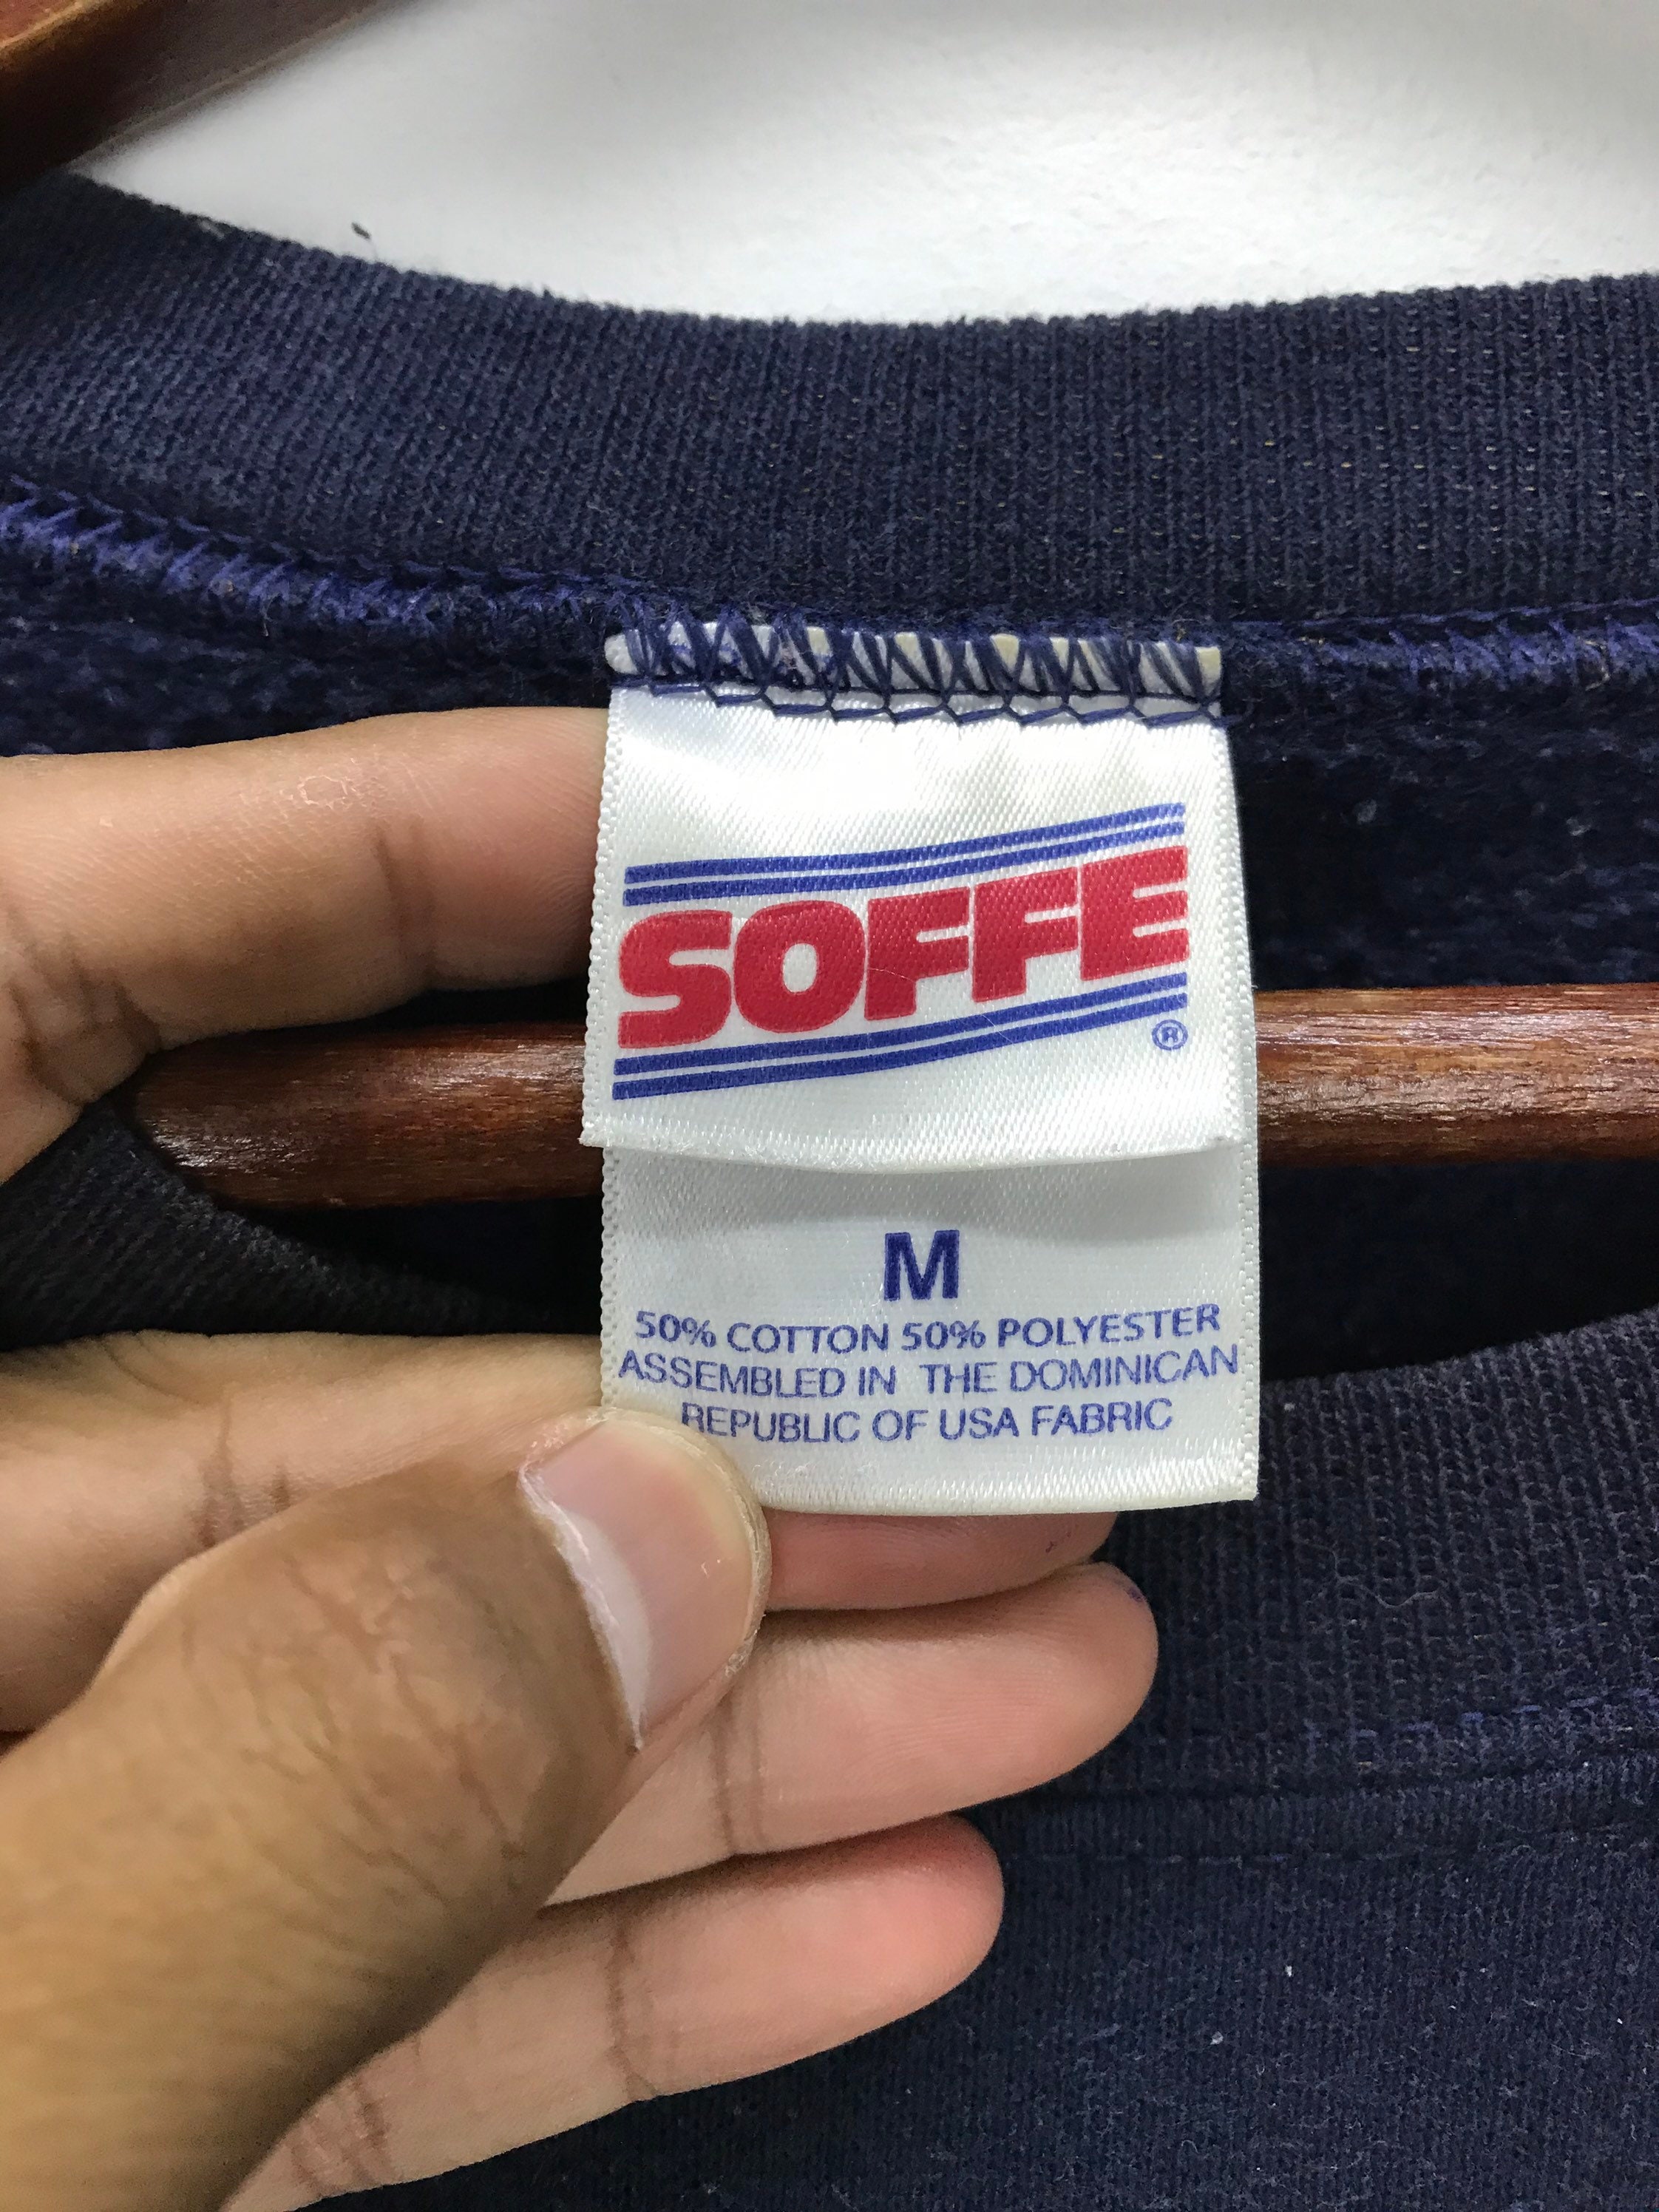 SOFFE
®
M
50% COTTON 50% POLYESTER
ASSEMBLED IN THE DOMINICAN
REPUBLIC OF USA FABRIC